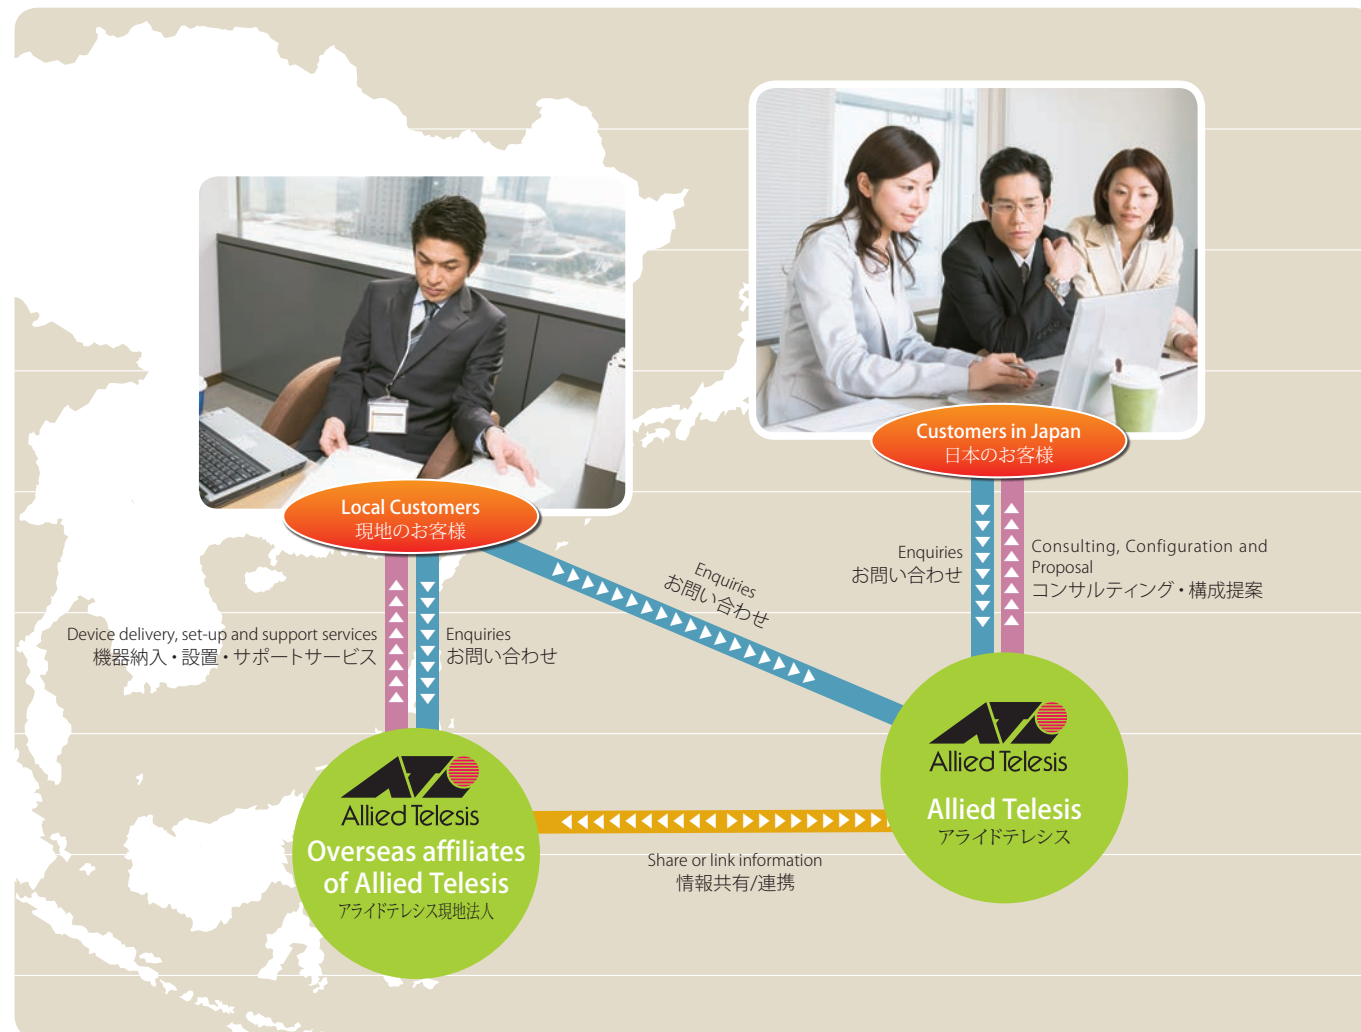 Customers in Japan
日本のお客様
Local Customers
現地のお客様
Enquiries
お問い合わせ
Consulting, Configuration and
Proposal
コンサルティング・構成提案
Enquiries
お問い合わせ
Device delivery, set-up and support services
機器納入・設置・サポートサービス
Enquiries
お問い合わせ
Allied Telesis
Allied Telesis
アライドテレシス
Allied Telesis
Overseas affiliates
of Allied Telesis
アライドテレシス現地法人
Share or link information
情報共有/連携